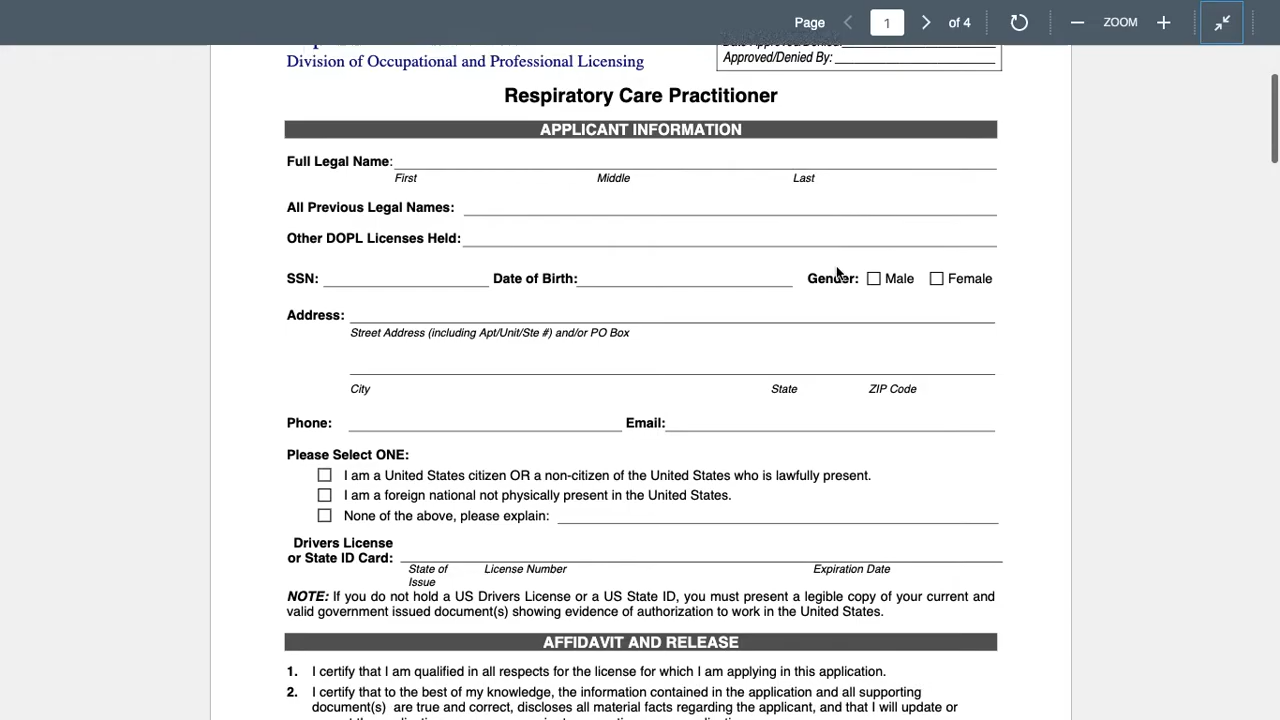 Page 1 of 4 ZOOM
Approved/Denied By:
Division of Occupational and Professional Licensing
Respiratory Care Practitioner
APPLICANT INFORMATION
Full Legal Name:
First Middle Last
All Previous Legal Names:
Other DOPL Licenses Held:
SSN: Date of Birth: Gender: Male Female
Address:
Street Address (including Apt/Unit/Ste #) and/or PO Box
City State ZIP Code
Phone: Email:
Please Select ONE:
I am a United States citizen OR a non-citizen of the United States who is lawfully present.
I am a foreign national not physically present in the United States.
None of the above, please explain:
Drivers License
or State ID Card:
State of License Number Expiration Date
Issue
NOTE: If you do not hold a US Drivers License or a US State ID, you must present a legible copy of your current and
valid government issued document(s) showing evidence of authorization to work in the United States.
AFFIDAVIT AND RELEASE
1. I certify that I am qualified in all respects for the license for which I am applying in this application.
2. I certify that to the best of my knowledge, the information contained in the application and all supporting
document(s) are true and correct, discloses all material facts regarding the applicant, and that I will update or